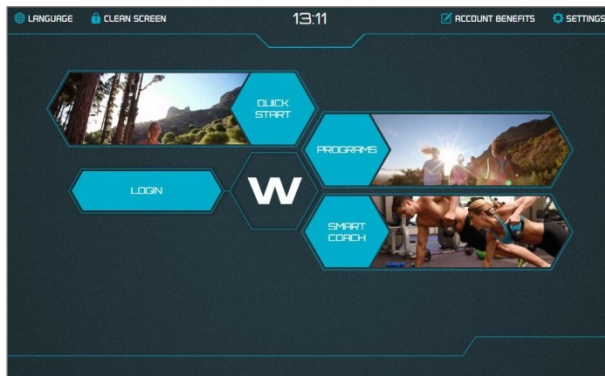 LANGUAGE
CLEAN SCREEN
13:11
ACCOUNT BENEFITS
SETTINGS
QUICK
START
PROGRAMS
LOGIN
W
SMART
COACH